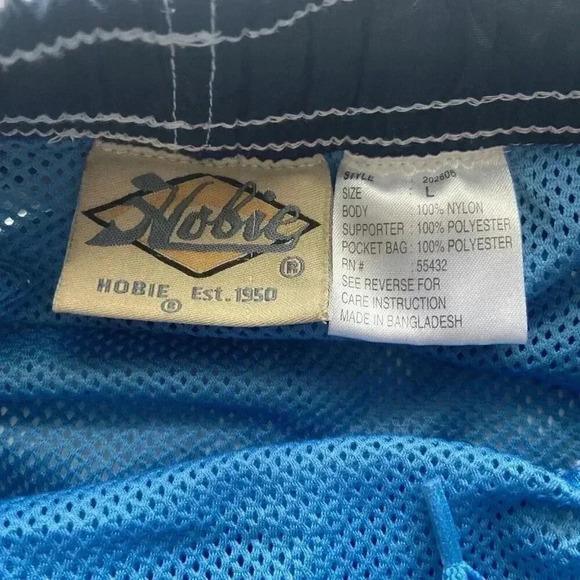 Hobie ®
HOBIE ® Est. 1950
STYLE : 202606
SIZE : L
BODY : 100% NYLON
SUPPORTER : 100% POLYESTER
POCKET BAG : 100% POLYESTER
RN # : 55432
SEE REVERSE FOR
CARE INSTRUCTION
MADE IN BANGLADESH